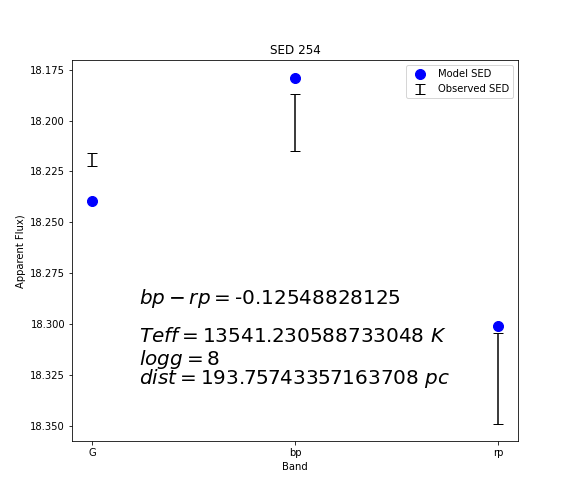 SED 254
18.175
18.200
18.225
18.250
18.275
18.300
18.325
18.350
Apparent Flux)
Model SED
Observed SED
bp − rp = -0.12548828125
Teff = 13541.230588733048 K
logg = 8
dist = 193.75743357163708 pc
G
bp
rp
Band